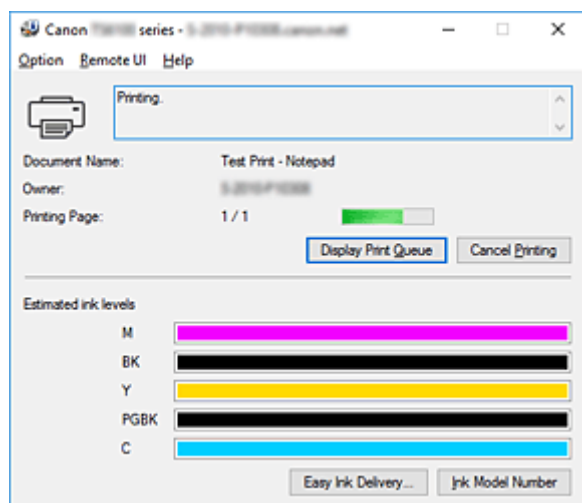 Canon series -
Option Remote UI Help
Printing.
Document Name: Test Print - Notepad
Owner:
Printing Page: 1 / 1
Display Print Queue Cancel Printing
Estimated ink levels
M
BK
Y
PGBK
C
Easy Ink Delivery... Ink Model Number